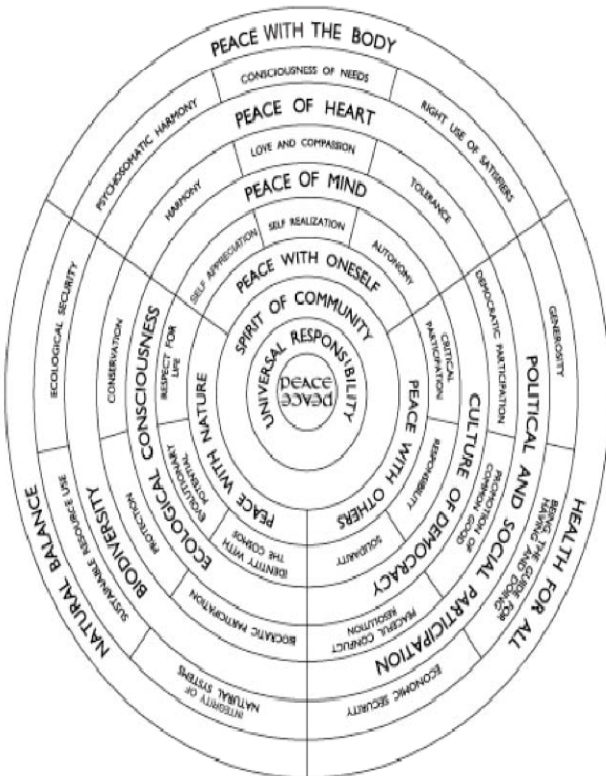 PEACE WITH THE BODY
PSYCHOSOMATIC HARMONY
CONSCIOUSNESS OF NEEDS
RIGHT USE OF SATISFIERS
PEACE OF HEART
HARMONY
LOVE AND COMPASSION
TOLERANCE
PEACE OF MIND
SELF APPRECIATION
SELF REALIZATION
AUTONOMY
PEACE WITH ONESELF
SPIRIT OF COMMUNITY
UNIVERSAL RESPONSIBILITY
PEACE
PEACE
PEACE WITH OTHERS
CRITICAL
PARTICIPATION
RESPONSIBILITY
SOLIDARITY
CULTURE OF DEMOCRACY
DEMOCRATIC PARTICIPATION
PROMOTION OF
COMMON GOOD
PEACEFUL CONFLICT
RESOLUTION
POLITICAL AND SOCIAL PARTICIPATION
GENEROSITY
BEING, THE GUIDE FOR
HAVING AND DOING
ECONOMIC SECURITY
HEALTH FOR ALL
PEACE WITH NATURE
RESPECT FOR
LIFE
EVOLUTIONARY
POTENTIAL
IDENTITY WITH
THE COSMOS
ECOLOGICAL CONSCIOUSNESS
CONSERVATION
PROTECTION
BIOCRATIC PARTICIPATION
BIODIVERSITY
ECOLOGICAL SECURITY
SUSTAINABLE RESOURCE USE
INTEGRITY OF
NATURAL SYSTEMS
NATURAL BALANCE